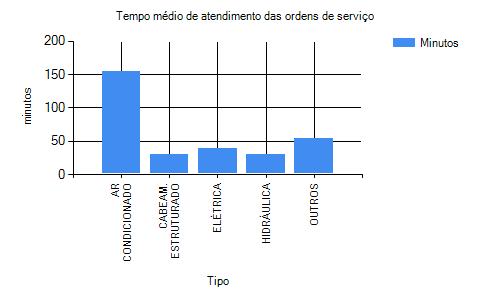 Tempo médio de atendimento das ordens de serviço
Minutos
minutos
200
150
100
50
0
AR
CONDICIONADO
CABEAM.
ESTRUTURADO
ELÉTRICA
HIDRÁULICA
OUTROS
Tipo